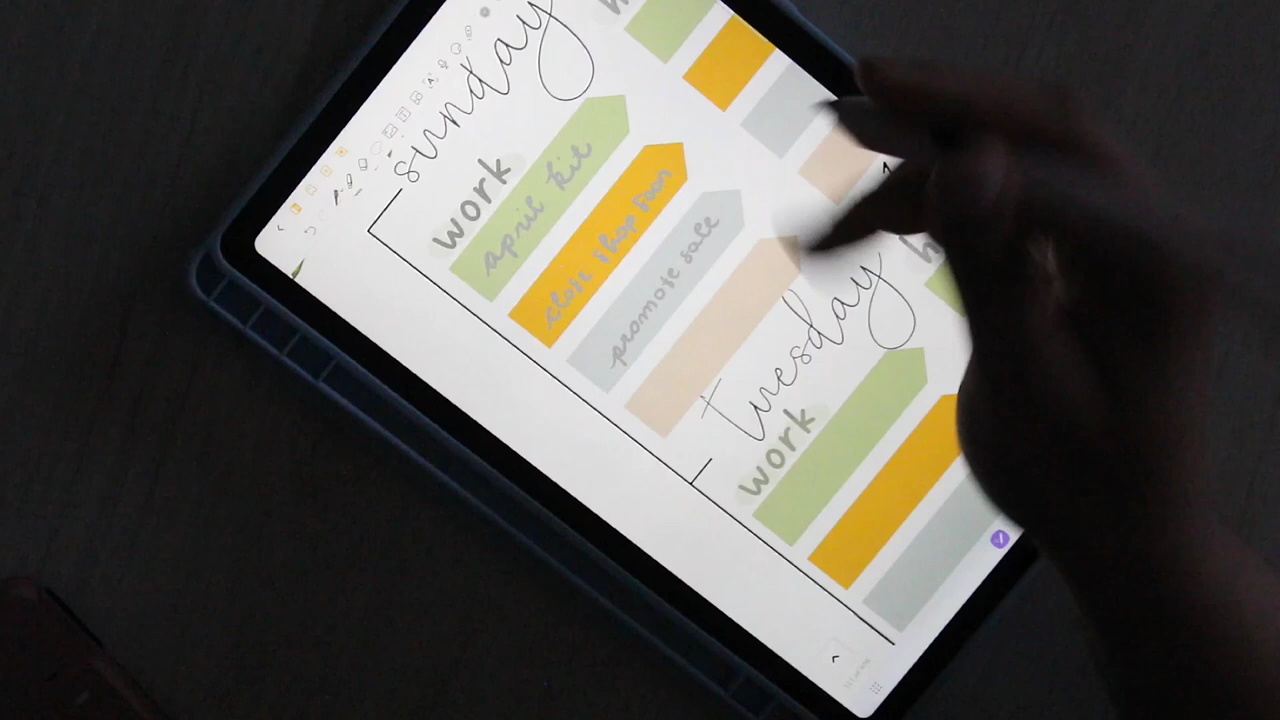 sunday
work
april kit
close shop soon
promote sale
tuesday
work